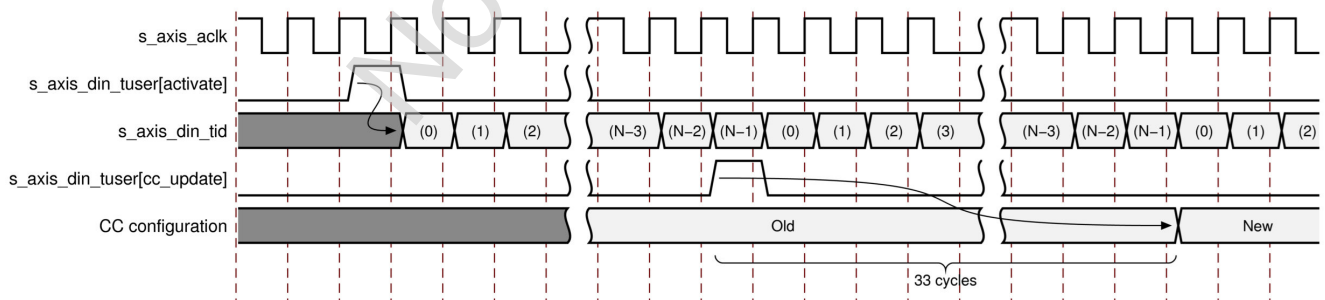 s_axis_aclk
s_axis_din_tuser[activate]
s_axis_din_tid (0) (1) (2) (N−3) (N−2) (N−1) (0) (1) (2) (3) (N−3) (N−2) (N−1) (0) (1) (2)
s_axis_din_tuser[cc_update]
CC configuration Old New
33 cycles
No